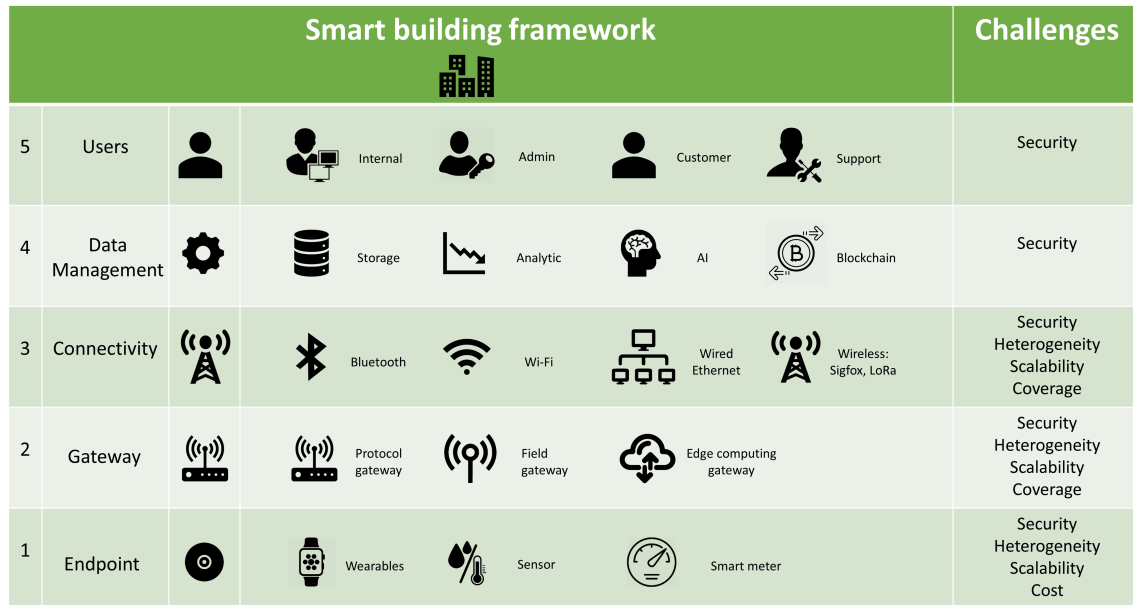 Smart building framework
Challenges
5
Users
Internal
Admin
Customer
Support
Security
4
Data
Management
Storage
Analytic
AI
B
Blockchain
Security
3
Connectivity
Bluetooth
Wi-Fi
Wired
Ethernet
Wireless:
Sigfox, LoRa
Security
Heterogeneity
Scalability
Coverage
2
Gateway
Protocol
gateway
Field
gateway
Edge computing
gateway
Security
Heterogeneity
Scalability
Coverage
1
Endpoint
Wearables
Sensor
Smart meter
Security
Heterogeneity
Scalability
Cost